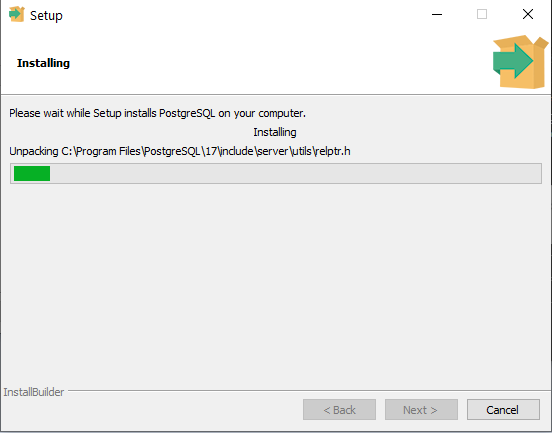 Setup
Installing
Please wait while Setup installs PostgreSQL on your computer.
Installing
Unpacking C:\Program Files\PostgreSQL\17\include\server\utils\relptr.h
InstallBuilder
< Back
Next >
Cancel